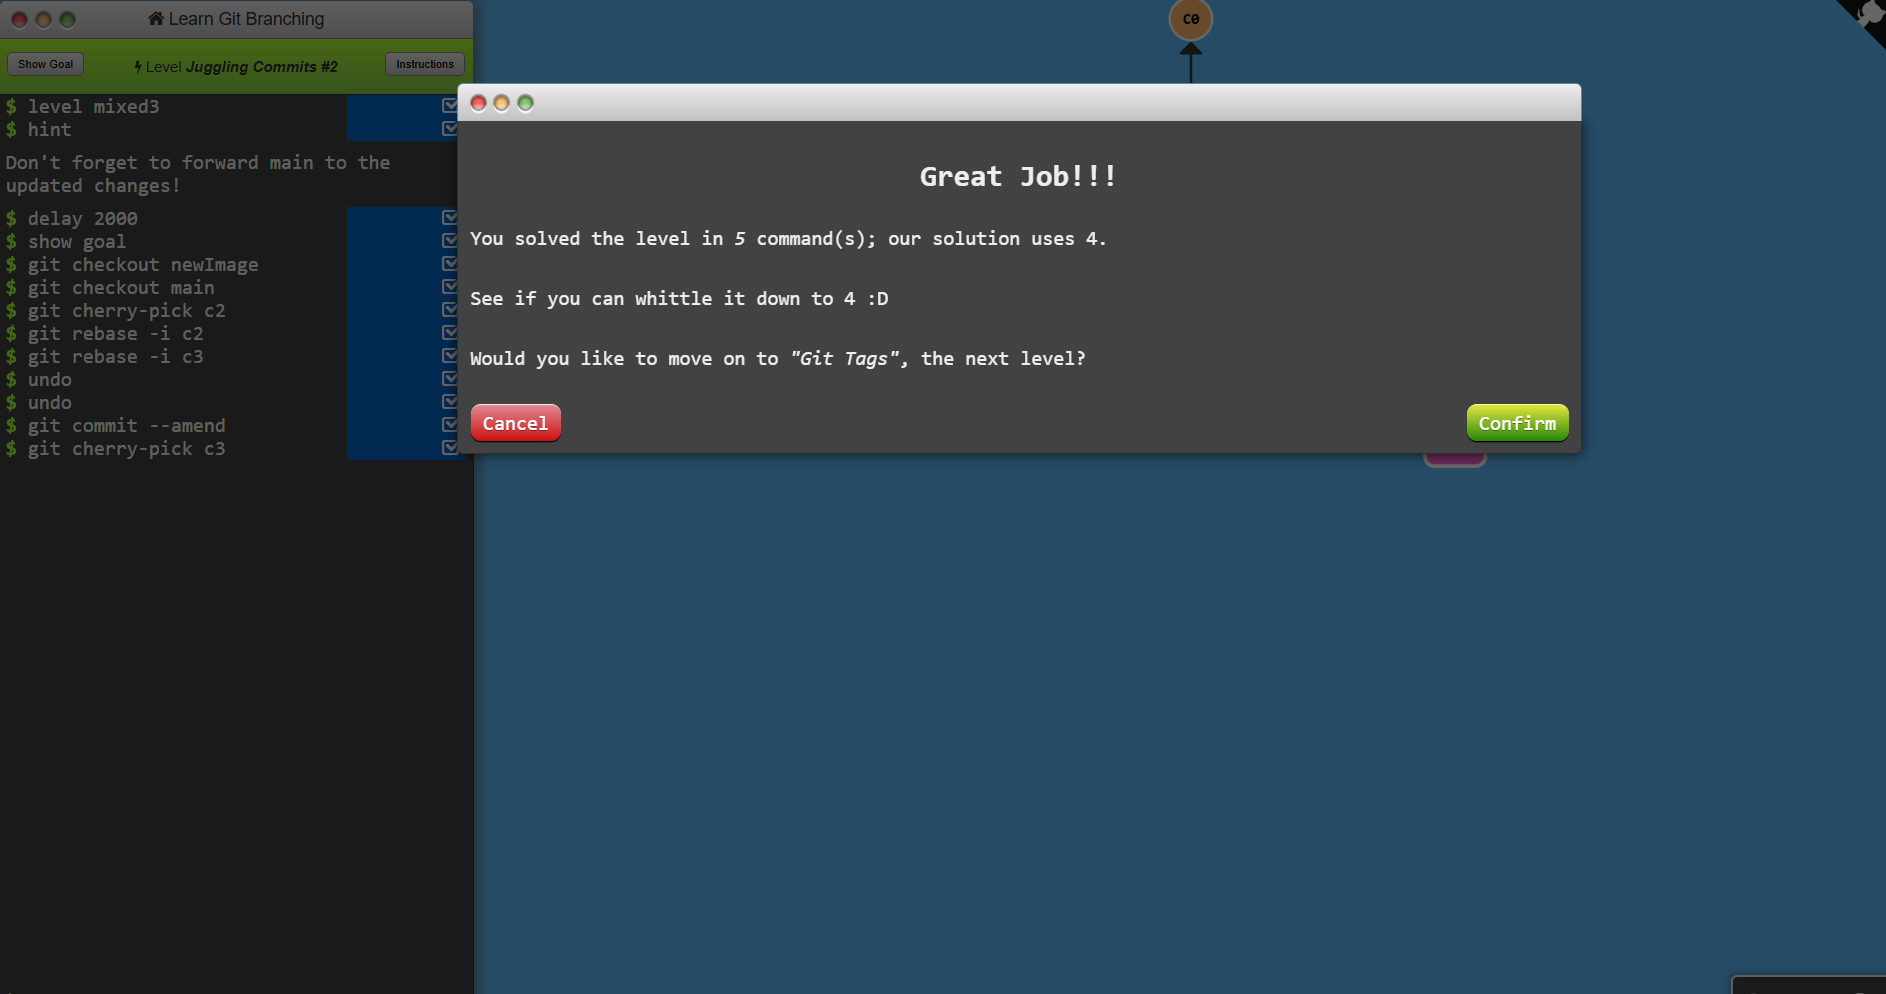 Learn Git Branching
C0
Show Goal
Level Juggling Commits #2
Instructions
$ level mixed3
$ hint
Don't forget to forward main to the
updated changes!
$ delay 2000
$ show goal
$ git checkout newImage
$ git checkout main
$ git cherry-pick c2
$ git rebase -i c2
$ git rebase -i c3
$ undo
$ undo
$ git commit --amend
$ git cherry-pick c3
Great Job!!!
You solved the level in 5 command(s); our solution uses 4.
See if you can whittle it down to 4 :D
Would you like to move on to "Git Tags", the next level?
Cancel
Confirm